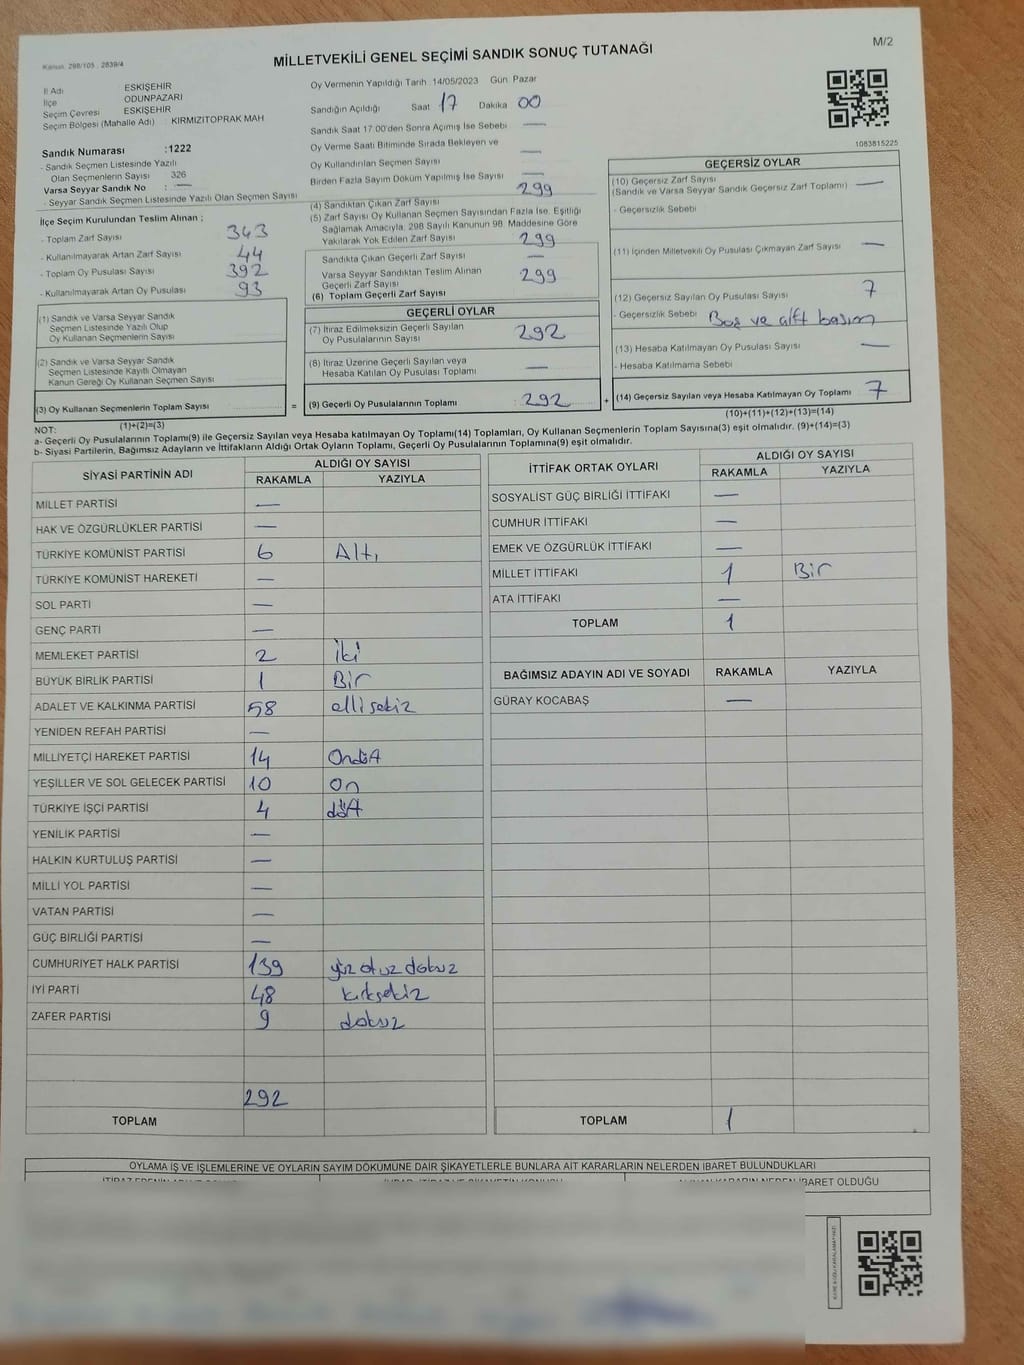 M/2
Kanun: 298/105 , 2839/4
MİLLETVEKİLİ GENEL SEÇİMİ SANDIK SONUÇ TUTANAĞI
İl Adı ESKİŞEHİR
İlçe ODUNPAZARI
Seçim Çevresi ESKİŞEHİR
Seçim Bölgesi (Mahalle Adı) : KIRMIZITOPRAK MAH
Sandık Numarası :1222
- Sandık Seçmen Listesinde Yazılı
Olan Seçmenlerin Sayısı 326
Varsa Seyyar Sandık No : —
- Seyyar Sandık Seçmen Listesinde Yazılı Olan Seçmen Sayısı
İlçe Seçim Kurulundan Teslim Alınan ;
- Toplam Zarf Sayısı 343
- Kullanılmayarak Artan Zarf Sayısı 44
- Toplam Oy Pusulası Sayısı 392
- Kullanılmayarak Artan Oy Pusulası 93
(1) Sandık ve Varsa Seyyar Sandık
Seçmen Listesinde Yazılı Olup
Oy Kullanan Seçmenlerin Sayısı
(2) Sandık ve Varsa Seyyar Sandık
Seçmen Listesinde Kayıtlı Olmayan
Kanun Gereği Oy Kullanan Seçmen Sayısı
(3) Oy Kullanan Seçmenlerin Toplam Sayısı =
(1)+(2)=(3)
Oy Vermenin Yapıldığı Tarih :14/05/2023 Gün Pazar
Sandığın Açıldığı Saat 17 Dakika 00
Sandık Saat 17.00'den Sonra Açımış İse Sebebi —
Oy Verme Saati Bitiminde Sırada Bekleyen ve
Oy Kullandırılan Seçmen Sayısı —
Birden Fazla Sayım Döküm Yapılmış İse Sayısı —
(4) Sandıktan Çıkan Zarf Sayısı 299
(5) Zarf Sayısı Oy Kullanan Seçmen Sayısından Fazla İse, Eşitliği
Sağlamak Amacıyla, 298 Sayılı Kanunun 98. Maddesine Göre
Yakılarak Yok Edilen Zarf Sayısı
Sandıkta Çıkan Geçerli Zarf Sayısı 299
Varsa Seyyar Sandıktan Teslim Alınan
Geçerli Zarf Sayısı —
(6) Toplam Geçerli Zarf Sayısı 299
GEÇERLİ OYLAR
(7) İtiraz Edilmeksizin Geçerli Sayılan
Oy Pusulalarının Sayısı 292
(8) İtiraz Üzerine Geçerli Sayılan veya
Hesaba Katılan Oy Pusulası Toplamı —
(9) Geçerli Oy Pusulalarının Toplamı : 292 +
1083815225
GEÇERSİZ OYLAR
(10) Geçersiz Zarf Sayısı
(Sandık ve Varsa Seyyar Sandık Geçersiz Zarf Toplamı) —
- Geçersizlik Sebebi
(11) İçinden Milletvekili Oy Pusulası Çıkmayan Zarf Sayısı —
(12) Geçersiz Sayılan Oy Pusulası Sayısı 7
- Geçersizlik Sebebi Boş ve çift basım
(13) Hesaba Katılmayan Oy Pusulası Sayısı —
- Hesaba Katılmama Sebebi
(14) Geçersiz Sayılan veya Hesaba Katılmayan Oy Toplamı 7
(10)+(11)+(12)+(13)=(14)
NOT:
a- Geçerli Oy Pusulalarının Toplamı(9) ile Geçersiz Sayılan veya Hesaba katılmayan Oy Toplamı(14) Toplamları, Oy Kullanan Seçmenlerin Toplam Sayısına(3) eşit olmalıdır. (9)+(14)=(3)
b- Siyasi Partilerin, Bağımsız Adayların ve İttifakların Aldığı Ortak Oyların Toplamı, Geçerli Oy Pusulalarının Toplamına(9) eşit olmalıdır.
SİYASİ PARTİNİN ADI ALDIĞI OY SAYISI
RAKAMLA YAZIYLA
MİLLET PARTİSİ —
HAK VE ÖZGÜRLÜKLER PARTİSİ —
TÜRKİYE KOMÜNİST PARTİSİ 6 Altı
TÜRKİYE KOMÜNİST HAREKETİ —
SOL PARTİ —
GENÇ PARTİ —
MEMLEKET PARTİSİ 2 İki
BÜYÜK BİRLİK PARTİSİ 1 Bir
ADALET VE KALKINMA PARTİSİ 58 ellisekiz
YENİDEN REFAH PARTİSİ —
MİLLİYETÇİ HAREKET PARTİSİ 14 Ondört
YEŞİLLER VE SOL GELECEK PARTİSİ 10 On
TÜRKİYE İŞÇİ PARTİSİ 4 dört
YENİLİK PARTİSİ —
HALKIN KURTULUŞ PARTİSİ —
MİLLİ YOL PARTİSİ —
VATAN PARTİSİ —
GÜÇ BİRLİĞİ PARTİSİ —
CUMHURİYET HALK PARTİSİ 139 yüz otuz dokuz
İYİ PARTİ 48 kırksekiz
ZAFER PARTİSİ 9 dokuz
292
TOPLAM
İTTİFAK ORTAK OYLARI ALDIĞI OY SAYISI
RAKAMLA YAZIYLA
SOSYALİST GÜÇ BİRLİĞİ İTTİFAKI —
CUMHUR İTTİFAKI —
EMEK VE ÖZGÜRLÜK İTTİFAKI —
MİLLET İTTİFAKI 1 Bir
ATA İTTİFAKI —
TOPLAM 1
BAĞIMSIZ ADAYIN ADI VE SOYADI RAKAMLA YAZIYLA
GÜRAY KOCABAŞ —
TOPLAM 1
OYLAMA İŞ VE İŞLEMLERİNE VE OYLARIN SAYIM DÖKÜMÜNE DAİR ŞİKAYETLERLE BUNLARA AİT KARARLARIN NELERDEN İBARET BULUNDUKLARI
İBARET OLDUĞU